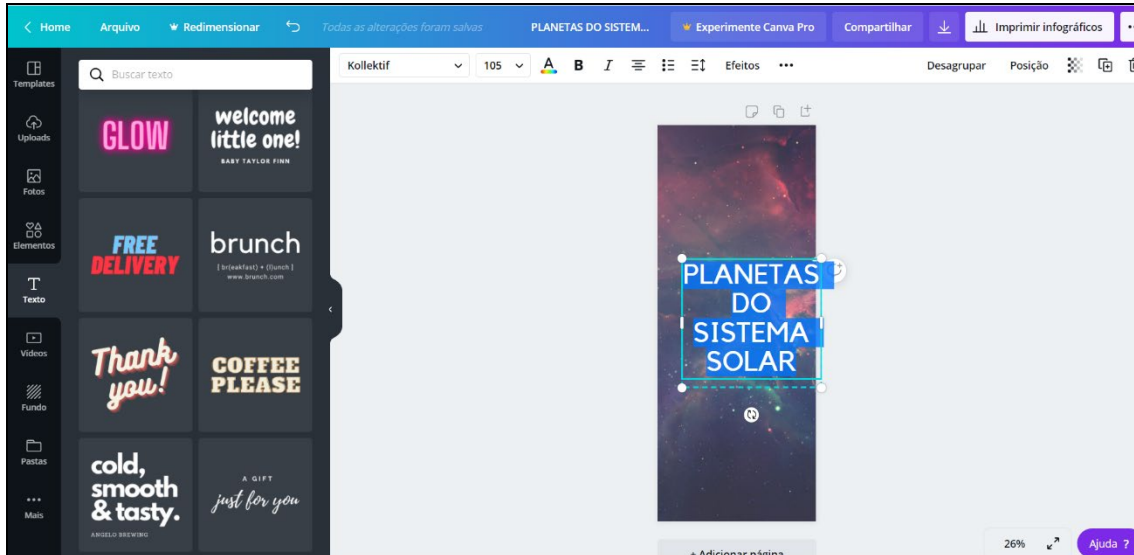 Home Arquivo Redimensionar Todas as alterações foram salvas PLANETAS DO SISTEM... Experimente Canva Pro Compartilhar Imprimir infográficos
Templates
Uploads
Fotos
Elementos
Texto
Vídeos
Fundo
Pastas
Mais
Buscar texto
GLOW
welcome
little one!
BABY TAYLOR FINN
FREE
DELIVERY
brunch
[ br(eakfast) + (l)unch ]
www.brunch.com
Thank
you!
COFFEE
PLEASE
cold,
smooth
& tasty.
ANGELO BREWING
A GIFT
just for you
Kollektif 105 A B I Efeitos Desagrupar Posição
PLANETAS
DO
SISTEMA
SOLAR
+ Adicionar página
26% Ajuda ?